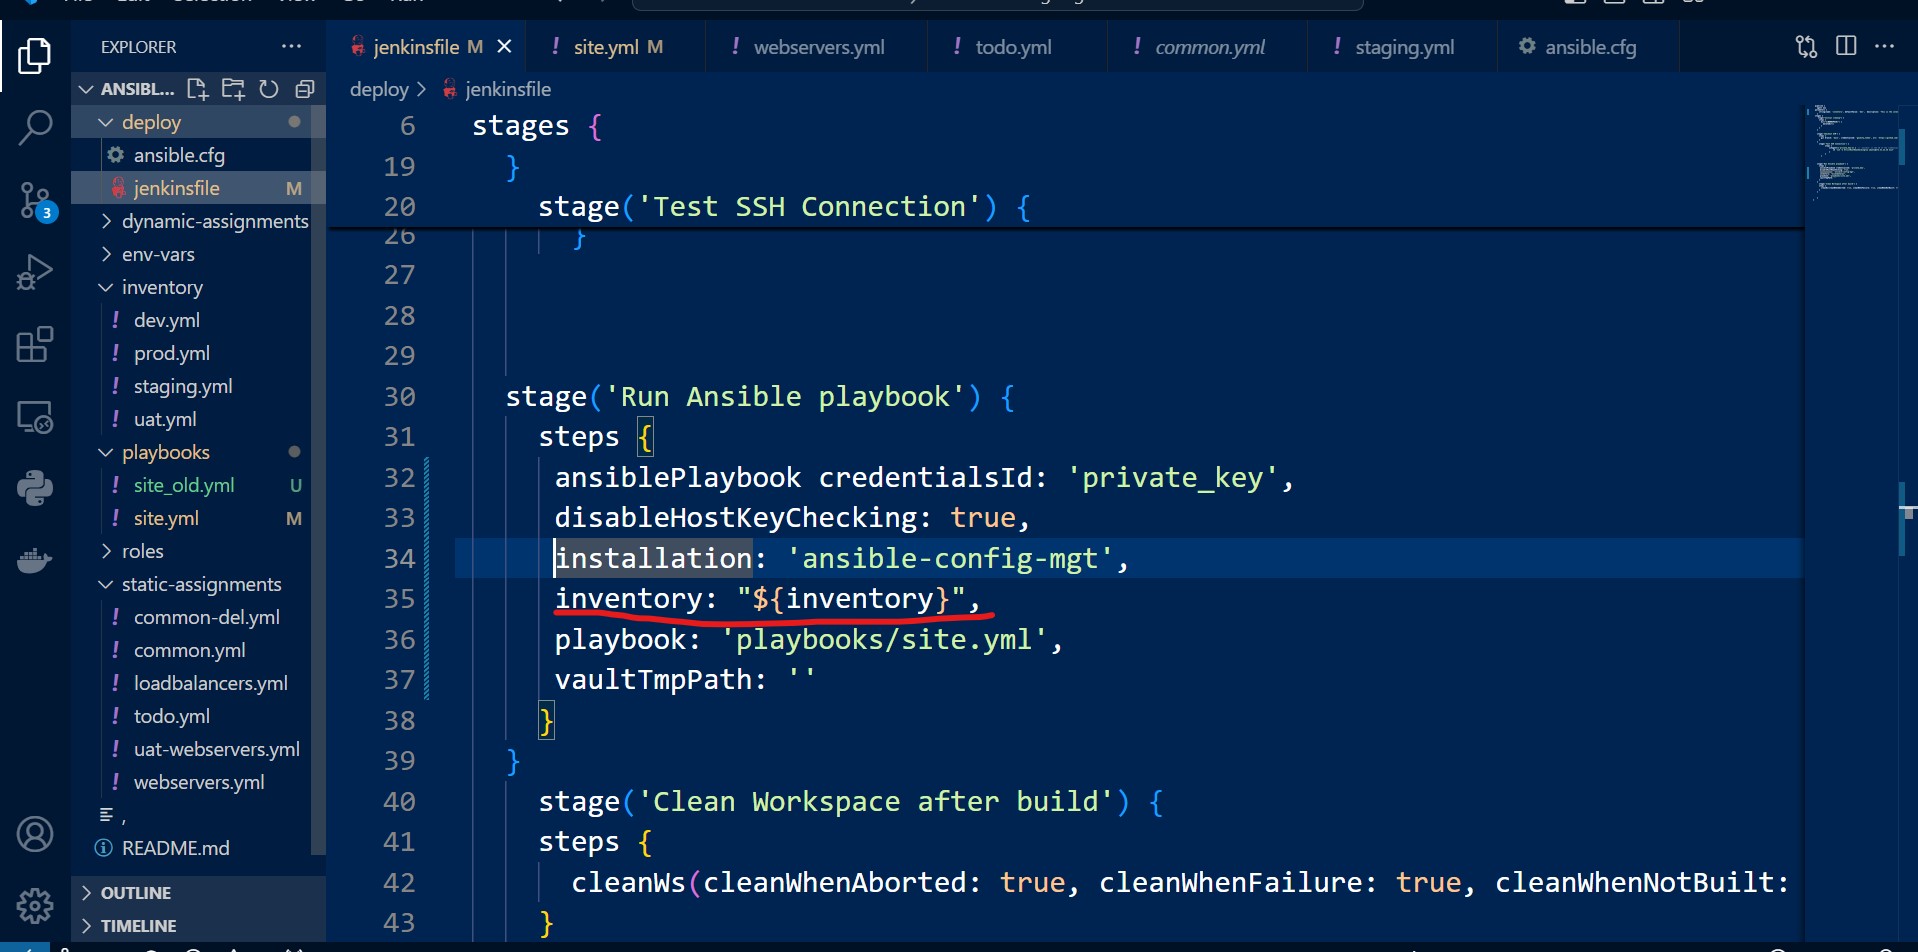 EXPLORER
jenkinsfile M
site.yml M
webservers.yml
todo.yml
common.yml
staging.yml
ansible.cfg
ANSIBL...
deploy > jenkinsfile
deploy
ansible.cfg
jenkinsfile M
dynamic-assignments
env-vars
inventory
dev.yml
prod.yml
staging.yml
uat.yml
playbooks
site_old.yml U
site.yml M
roles
static-assignments
common-del.yml
common.yml
loadbalancers.yml
todo.yml
uat-webservers.yml
webservers.yml
,
README.md
OUTLINE
TIMELINE
3
6 stages {
19 }
20 stage('Test SSH Connection') {
26 }
27
28
29
30 stage('Run Ansible playbook') {
31 steps {
32 ansiblePlaybook credentialsId: 'private_key',
33 disableHostKeyChecking: true,
34 installation: 'ansible-config-mgt',
35 inventory: "${inventory}",
36 playbook: 'playbooks/site.yml',
37 vaultTmpPath: ''
38 }
39 }
40 stage('Clean Workspace after build') {
41 steps {
42 cleanWs(cleanWhenAborted: true, cleanWhenFailure: true, cleanWhenNotBuilt:
43 }